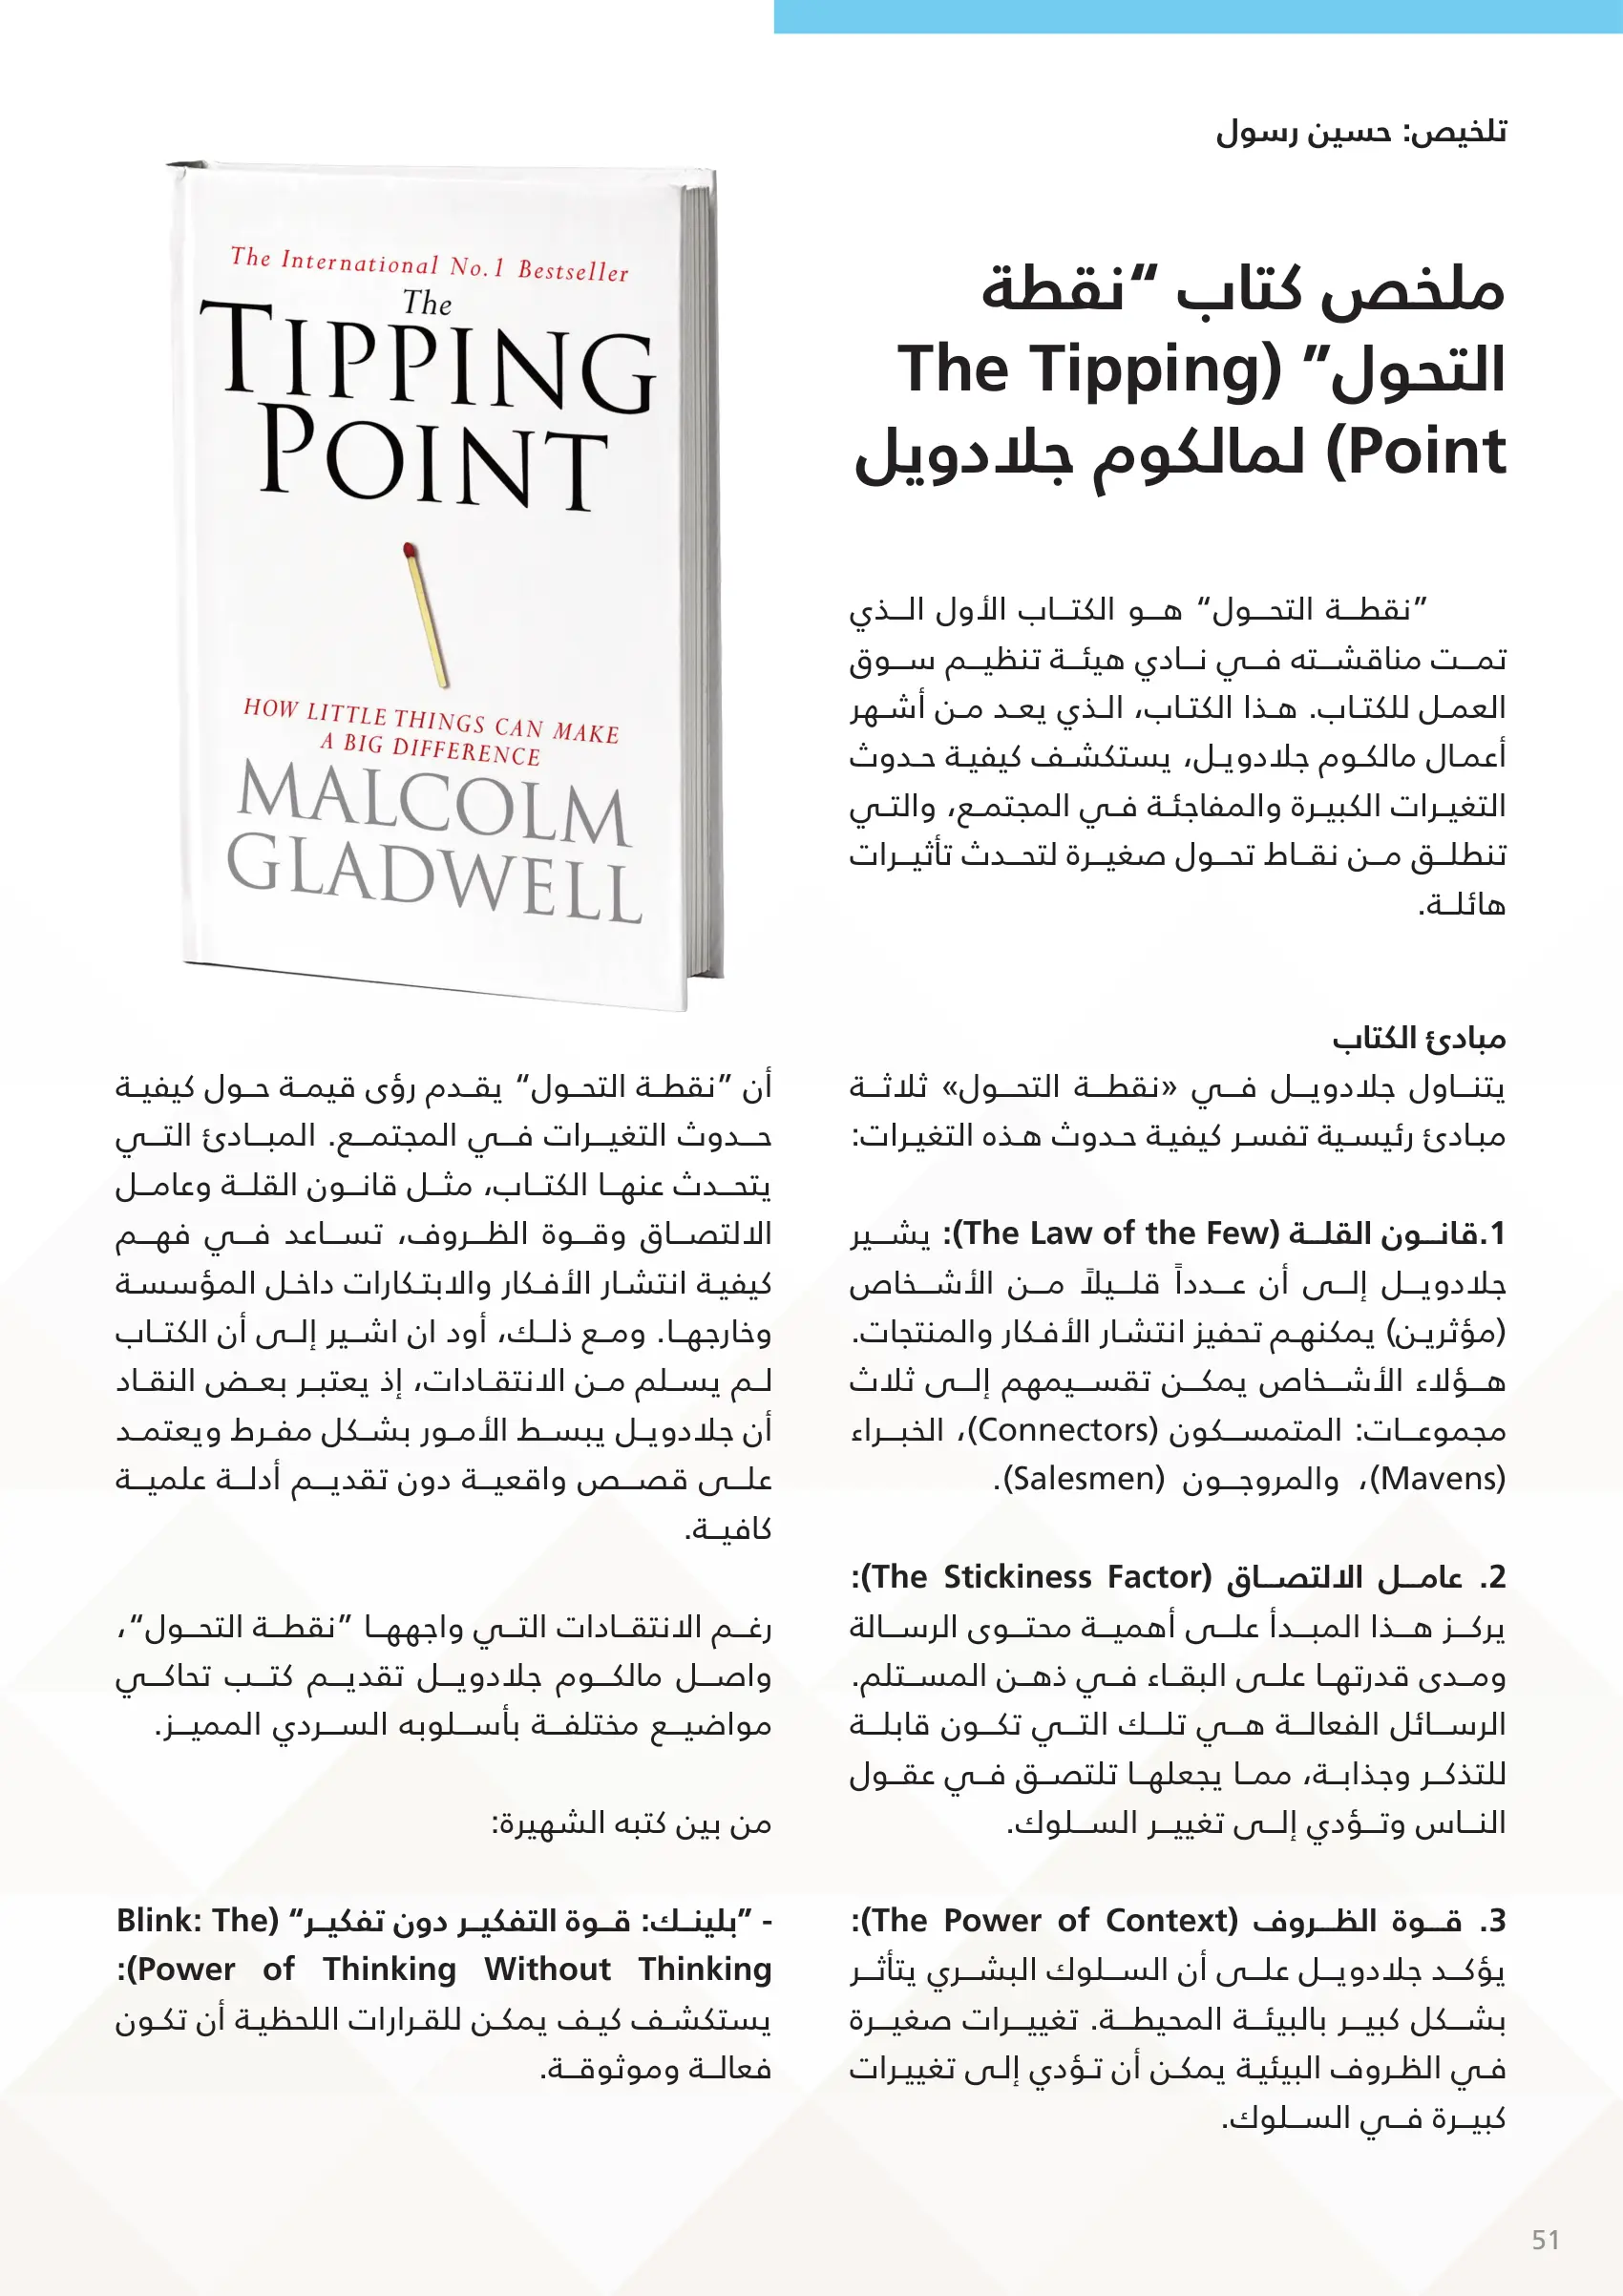 تلخيص: حسين رسول
ملخص كتاب “نقطة
التحول” (The Tipping
Point) لمالكوم جلادويل
The International No.1 Bestseller
The
TIPPING
POINT
HOW LITTLE THINGS CAN MAKE
A BIG DIFFERENCE
MALCOLM
GLADWELL
”نقطة التحول“ هو الكتاب الأول الذي
تمت مناقشته في نادي هيئة تنظيم سوق
العمل للكتاب. هذا الكتاب، الذي يعد من أشهر
أعمال مالكوم جلادويل، يستكشف كيفية حدوث
التغيرات الكبيرة والمفاجئة في المجتمع، والتي
تنطلق من نقاط تحول صغيرة لتحدث تأثيرات
هائلة.
مبادئ الكتاب
يتناول جلادويل في «نقطة التحول» ثلاثة
مبادئ رئيسية تفسر كيفية حدوث هذه التغيرات:
1.قانون القلة (The Law of the Few): يشير
جلادويل إلى أن عدداً قليلاً من الأشخاص
(مؤثرين) يمكنهم تحفيز انتشار الأفكار والمنتجات.
هؤلاء الأشخاص يمكن تقسيمهم إلى ثلاث
مجموعات: المتمسكون (Connectors)، الخبراء
(Mavens)، والمروجون (Salesmen).
2. عامل الالتصاق (The Stickiness Factor):
يركز هذا المبدأ على أهمية محتوى الرسالة
ومدى قدرتها على البقاء في ذهن المستلم.
الرسائل الفعالة هي تلك التي تكون قابلة
للتذكر وجذابة، مما يجعلها تلتصق في عقول
الناس وتؤدي إلى تغيير السلوك.
3. قوة الظروف (The Power of Context):
يؤكد جلادويل على أن السلوك البشري يتأثر
بشكل كبير بالبيئة المحيطة. تغييرات صغيرة
في الظروف البيئية يمكن أن تؤدي إلى تغييرات
كبيرة في السلوك.
أن ”نقطة التحول“ يقدم رؤى قيمة حول كيفية
حدوث التغيرات في المجتمع. المبادئ التي
يتحدث عنها الكتاب، مثل قانون القلة وعامل
الالتصاق وقوة الظروف، تساعد في فهم
كيفية انتشار الأفكار والابتكارات داخل المؤسسة
وخارجها. ومع ذلك، أود ان اشير إلى أن الكتاب
لم يسلم من الانتقادات، إذ يعتبر بعض النقاد
أن جلادويل يبسط الأمور بشكل مفرط ويعتمد
على قصص واقعية دون تقديم أدلة علمية
كافية.
رغم الانتقادات التي واجهها ”نقطة التحول“،
واصل مالكوم جلادويل تقديم كتب تحاكي
مواضيع مختلفة بأسلوبه السردي المميز.
من بين كتبه الشهيرة:
- ”بلينك: قوة التفكير دون تفكير“ (Blink: The
Power of Thinking Without Thinking):
يستكشف كيف يمكن للقرارات اللحظية أن تكون
فعالة وموثوقة.
51